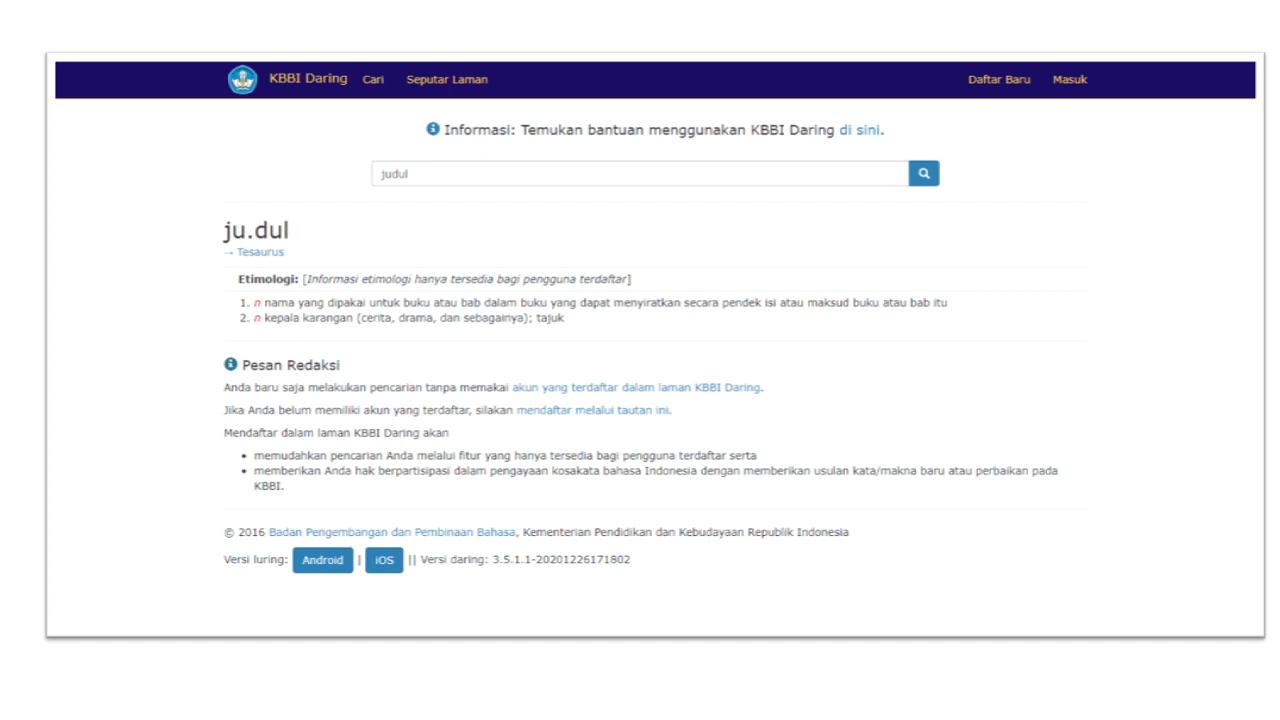 KBBI Daring Cari Seputar Laman Daftar Baru Masuk
Informasi: Temukan bantuan menggunakan KBBI Daring di sini.
judul
ju.dul
→ Tesaurus
Etimologi: [Informasi etimologi hanya tersedia bagi pengguna terdaftar]
1. n nama yang dipakai untuk buku atau bab dalam buku yang dapat menyiratkan secara pendek isi atau maksud buku atau bab itu
2. n kepala karangan (cerita, drama, dan sebagainya); tajuk
Pesan Redaksi
Anda baru saja melakukan pencarian tanpa memakai akun yang terdaftar dalam laman KBBI Daring.
Jika Anda belum memiliki akun yang terdaftar, silakan mendaftar melalui tautan ini.
Mendaftar dalam laman KBBI Daring akan
• memudahkan pencarian Anda melalui fitur yang hanya tersedia bagi pengguna terdaftar serta
• memberikan Anda hak berpartisipasi dalam pengayaan kosakata bahasa Indonesia dengan memberikan usulan kata/makna baru atau perbaikan pada
KBBI.
© 2016 Badan Pengembangan dan Pembinaan Bahasa, Kementerian Pendidikan dan Kebudayaan Republik Indonesia
Versi luring: Android | iOS || Versi daring: 3.5.1.1-20201226171802